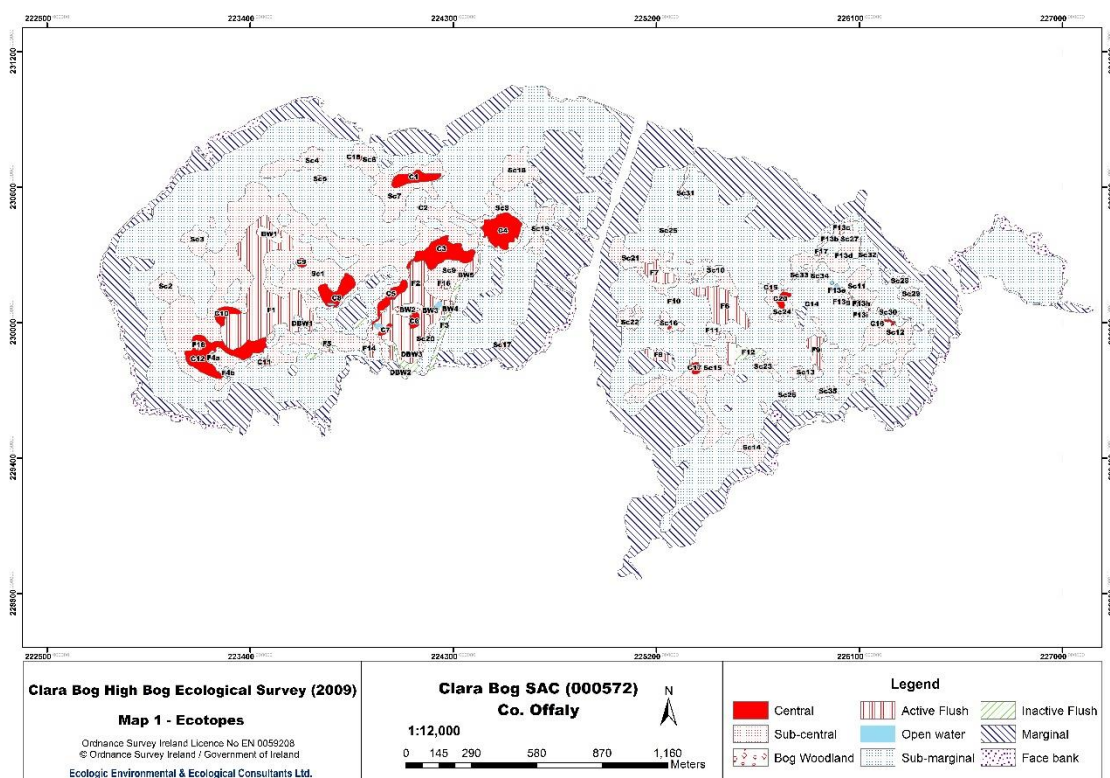 222500 223400 224300 225200 226100 227000
231200
230600
230000
229400
228800
Sc4
C18 Sc6
Sc5
C1
Sc7
C2
Sc18
Sc8
C4
Sc19
Sc3
BW1
C3
C9
Sc1
Sc9
BW5
F2
F16
Sc2
C8
C5
BW2
BW3
BW4
C10
F1
DBW1
C7
C6
F3
Sc20
F5
F14
DBW3
DBW2
Sc17
C12
F4a
F4b
C11
Sc31
Sc25
Sc21
F7
Sc10
F10
F6
Sc22
Sc16
F11
F8
C17
Sc15
F12
Sc23
Sc14
F13c
F13b Sc27
F17
F13d
Sc32
Sc33 Sc34
C15
C20
Sc24
C14
F13e
Sc11
Sc28
Sc29
F13h
F13i
Sc30
C16
Sc12
F9
Sc13
Sc26
Sc35
222500 223400 224300 225200 226100 227000
Clara Bog High Bog Ecological Survey (2009)
Map 1 - Ecotopes
Ordnance Survey Ireland Licence No EN 0059208
© Ordnance Survey Ireland / Government of Ireland
Ecologic Environmental & Ecological Consultants Ltd.
Clara Bog SAC (000572)
Co. Offaly
N
1:12,000
0 145 290 580 870 1,160
Meters
Legend
Central
Active Flush
Inactive Flush
Sub-central
Open water
Marginal
Bog Woodland
Sub-marginal
Face bank